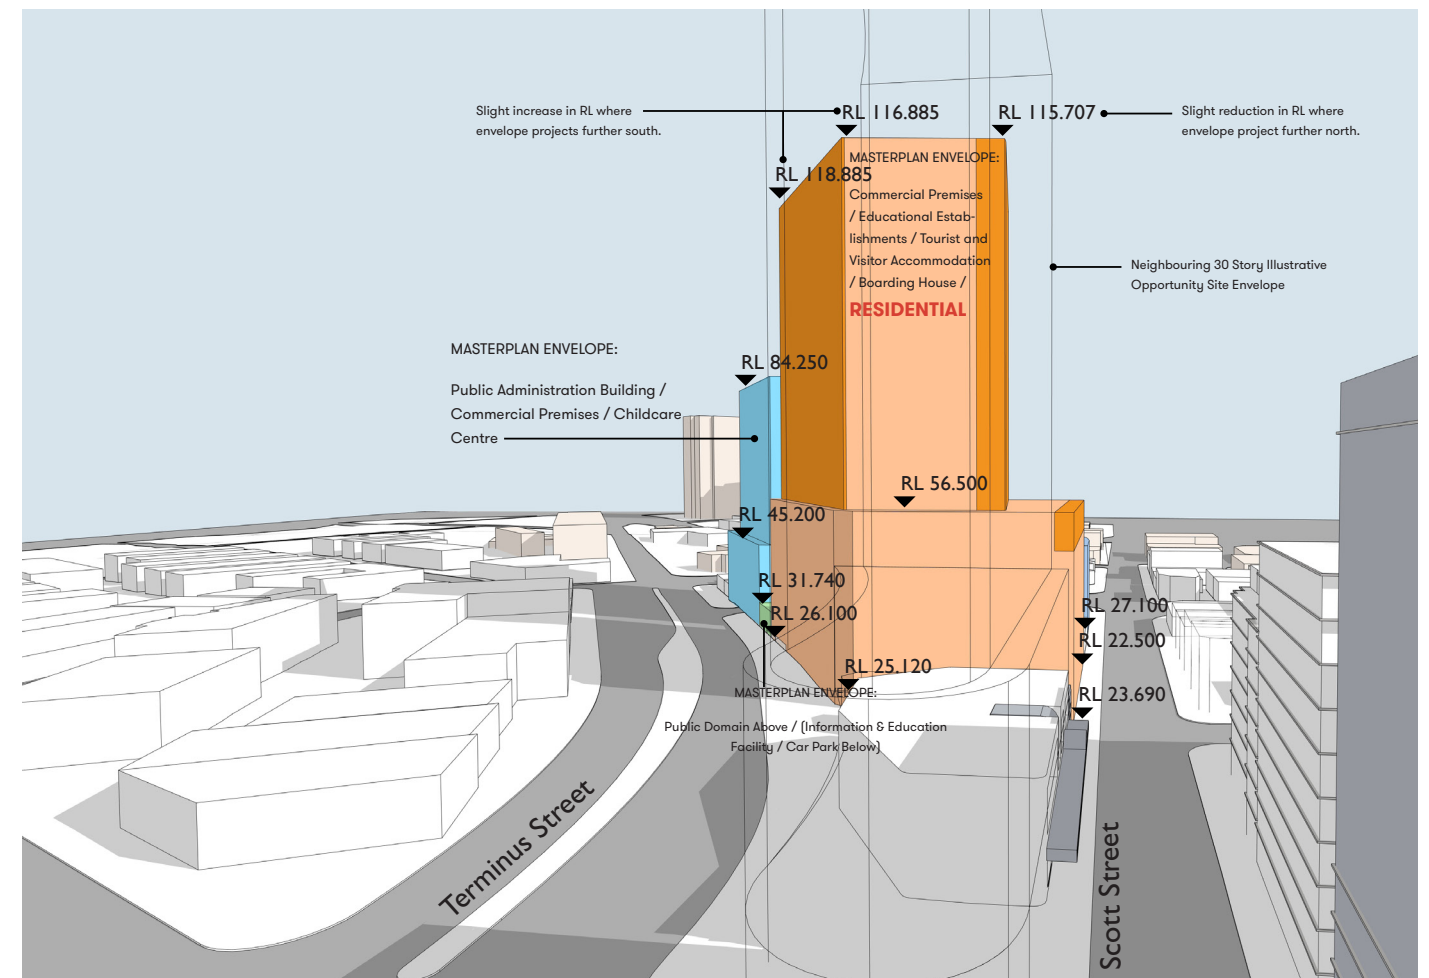 Slight increase in RL where
envelope projects further south.
RL 116.885
RL 115.707
Slight reduction in RL where
envelope project further north.
RL 118.885
MASTERPLAN ENVELOPE:
Commercial Premises
/ Educational Estab-
lishments / Tourist and
Visitor Accommodation
/ Boarding House /
RESIDENTIAL
Neighbouring 30 Story Illustrative
Opportunity Site Envelope
MASTERPLAN ENVELOPE:
Public Administration Building /
Commercial Premises / Childcare
Centre
RL 84.250
RL 56.500
RL 45.200
RL 31.740
RL 26.100
RL 27.100
RL 22.500
RL 25.120
RL 23.690
MASTERPLAN ENVELOPE:
Public Domain Above / (Information & Education
Facility / Car Park Below)
Terminus Street
Scott Street